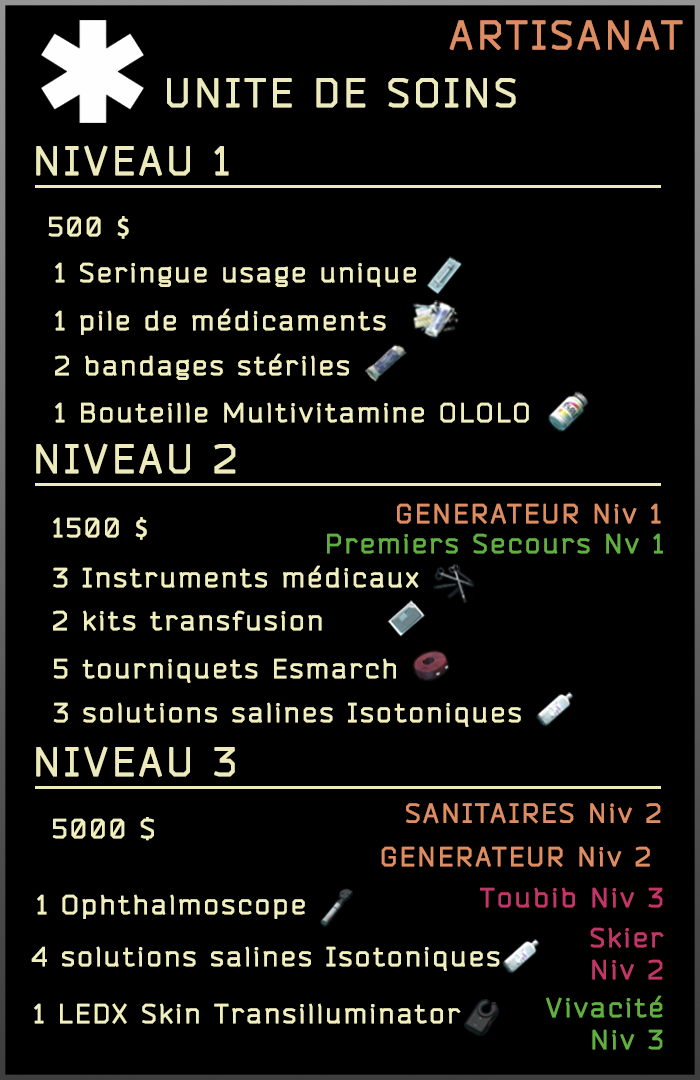 ARTISANAT
UNITE DE SOINS
NIVEAU 1
500 $
1 Seringue usage unique
1 pile de médicaments
2 bandages stériles
1 Bouteille Multivitamine OLOLO
NIVEAU 2
1500 $
GENERATEUR Niv 1
Premiers Secours Nv 1
3 Instruments médicaux
2 kits transfusion
5 tourniquets Esmarch
3 solutions salines Isotoniques
NIVEAU 3
5000 $
SANITAIRES Niv 2
GENERATEUR Niv 2
1 Ophthalmoscope
Toubib Niv 3
4 solutions salines Isotoniques
Skier
Niv 2
1 LEDX Skin Transilluminator
Vivacité
Niv 3